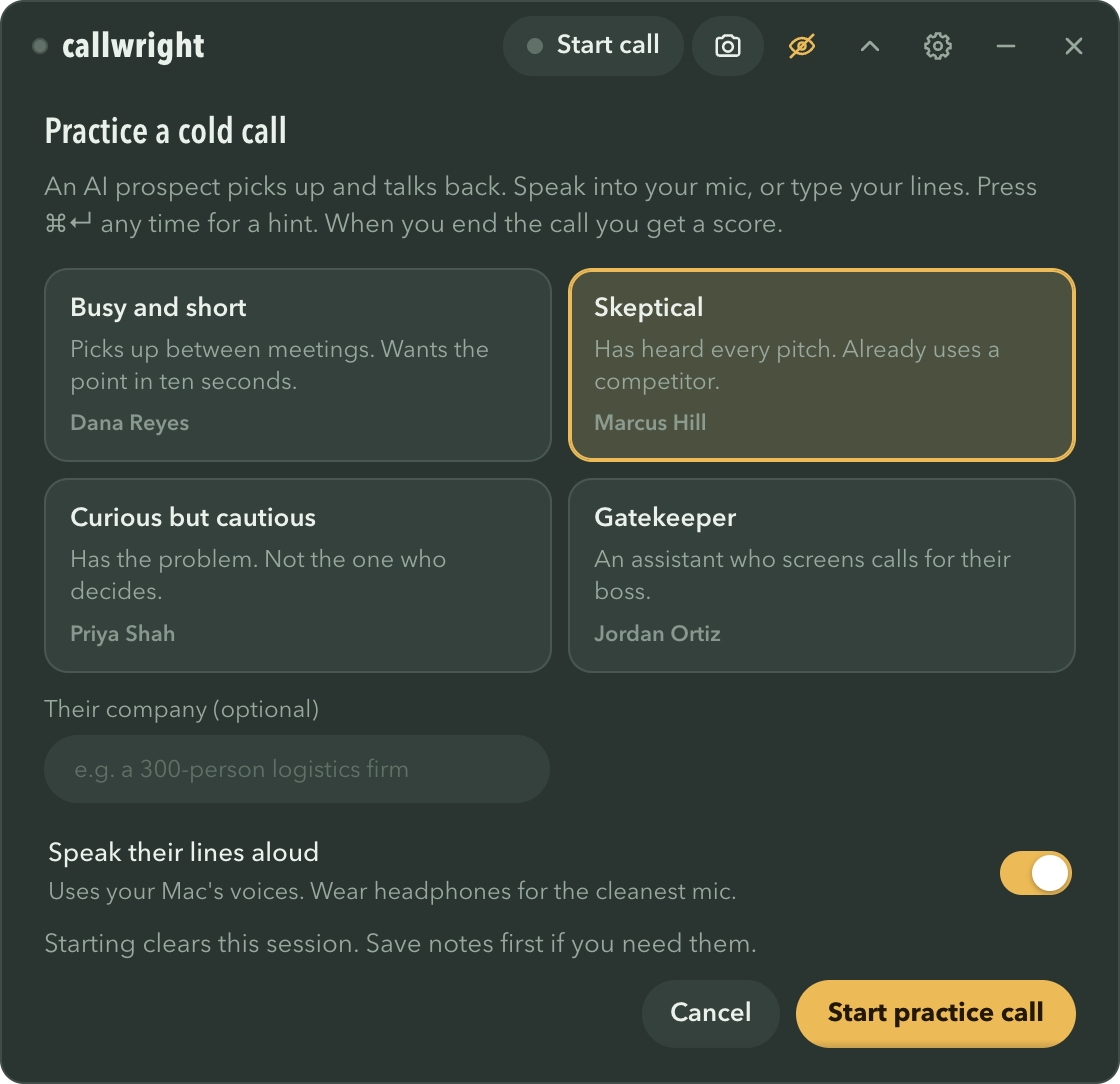 callwright
Start call
Practice a cold call
An AI prospect picks up and talks back. Speak into your mic, or type your lines. Press
⌘↵ any time for a hint. When you end the call you get a score.
Busy and short
Picks up between meetings. Wants the
point in ten seconds.
Dana Reyes
Skeptical
Has heard every pitch. Already uses a
competitor.
Marcus Hill
Curious but cautious
Has the problem. Not the one who
decides.
Priya Shah
Gatekeeper
An assistant who screens calls for their
boss.
Jordan Ortiz
Their company (optional)
e.g. a 300-person logistics firm
Speak their lines aloud
Uses your Mac's voices. Wear headphones for the cleanest mic.
Starting clears this session. Save notes first if you need them.
Cancel
Start practice call